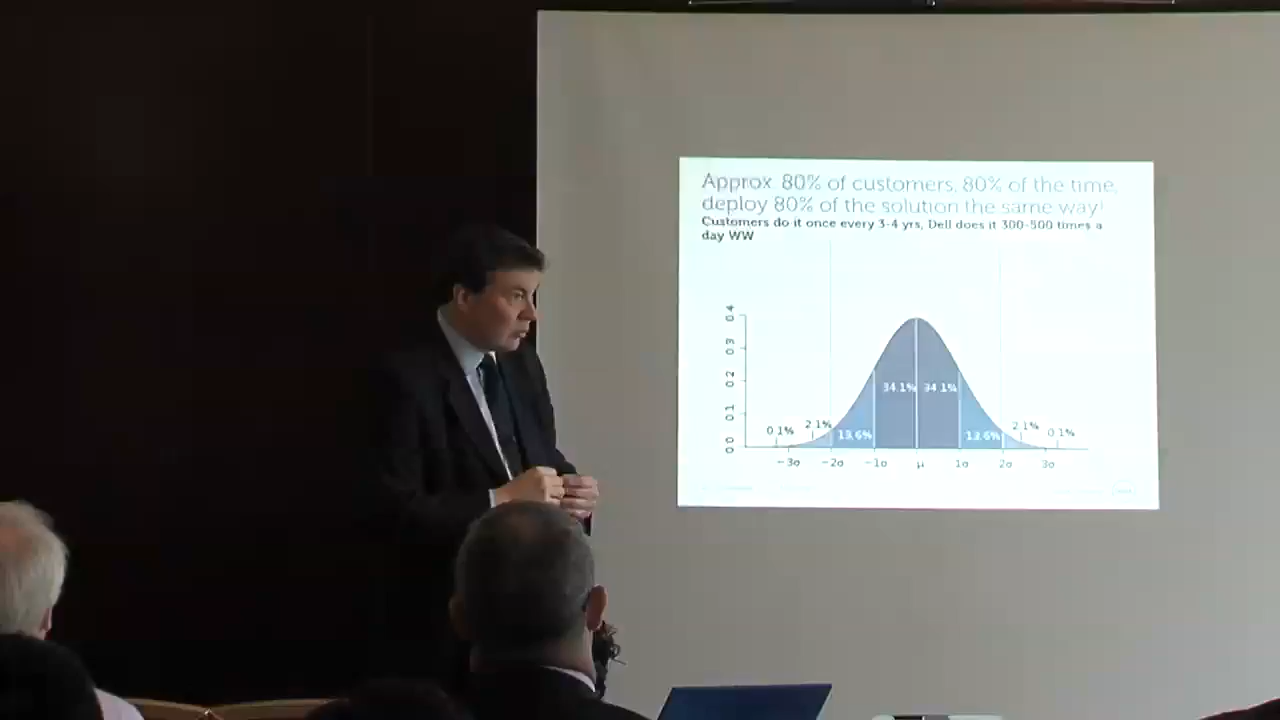 Approx 80% of customers, 80% of the time,
deploy 80% of the solution the same way!
Customers do it once every 3-4 yrs, Dell does it 300-500 times a
day WW
0.4
0.3
0.2
0.1
0.0
34.1% 34.1%
0.1% 2.1% 13.6% 13.6% 2.1% 0.1%
−3σ −2σ −1σ μ 1σ 2σ 3σ